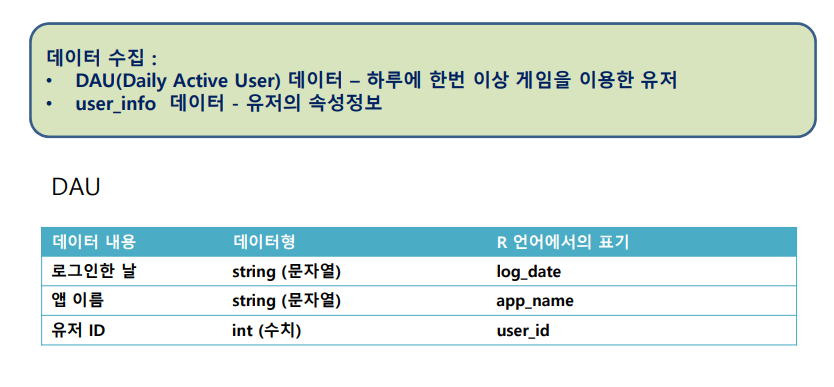 데이터 수집 :
• DAU(Daily Active User) 데이터 – 하루에 한번 이상 게임을 이용한 유저
• user_info 데이터 - 유저의 속성정보
DAU
데이터 내용 데이터형 R 언어에서의 표기
로그인한 날 string (문자열) log_date
앱 이름 string (문자열) app_name
유저 ID int (수치) user_id